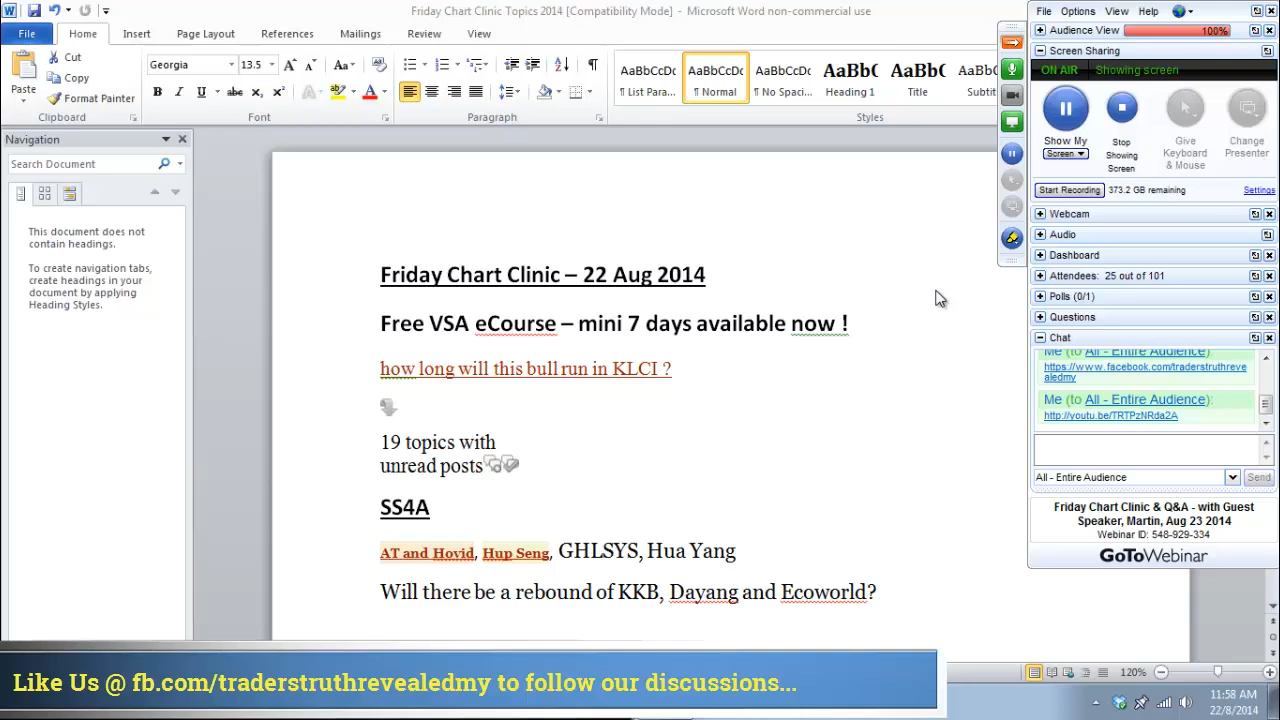 Friday Chart Clinic Topics 2014 [Compatibility Mode] - Microsoft Word non-commercial use
File Home Insert Page Layout References Mailings Review View
Paste
Cut
Copy
Format Painter
Clipboard
Georgia 13.5
Font
Paragraph
AaBbCcDc AaBbCcDc AaBbCcDc AaBbC AaBbC AaBbCcD
¶ List Para... ¶ Normal ¶ No Spaci... Heading 1 Title Subtit
Styles
Navigation
Search Document
This document does not
contain headings.
To create navigation tabs,
create headings in your
document by applying
Heading Styles.
Friday Chart Clinic – 22 Aug 2014
Free VSA eCourse – mini 7 days available now !
how long will this bull run in KLCI ?
19 topics with
unread posts
SS4A
AT and Hovid, Hup Seng, GHLSYS, Hua Yang
Will there be a rebound of KKB, Dayang and Ecoworld?
File Options View Help
Audience View 100%
Screen Sharing
ON AIR Showing screen
Show My
Screen
Stop
Showing
Screen
Give
Keyboard
& Mouse
Change
Presenter
Start Recording 373.2 GB remaining Settings
Webcam
Audio
Dashboard
Attendees: 25 out of 101
Polls (0/1)
Questions
Chat
Me (to All - Entire Audience):
https://www.facebook.com/traderstruthreve
aledmy
Me (to All - Entire Audience):
http://youtu.be/TRTPzNRda2A
All - Entire Audience Send
Friday Chart Clinic & Q&A - with Guest
Speaker, Martin, Aug 23 2014
Webinar ID: 548-929-334
GoToWebinar
Like Us @ fb.com/traderstruthrevealedmy to follow our discussions...
120%
11:58 AM
22/8/2014